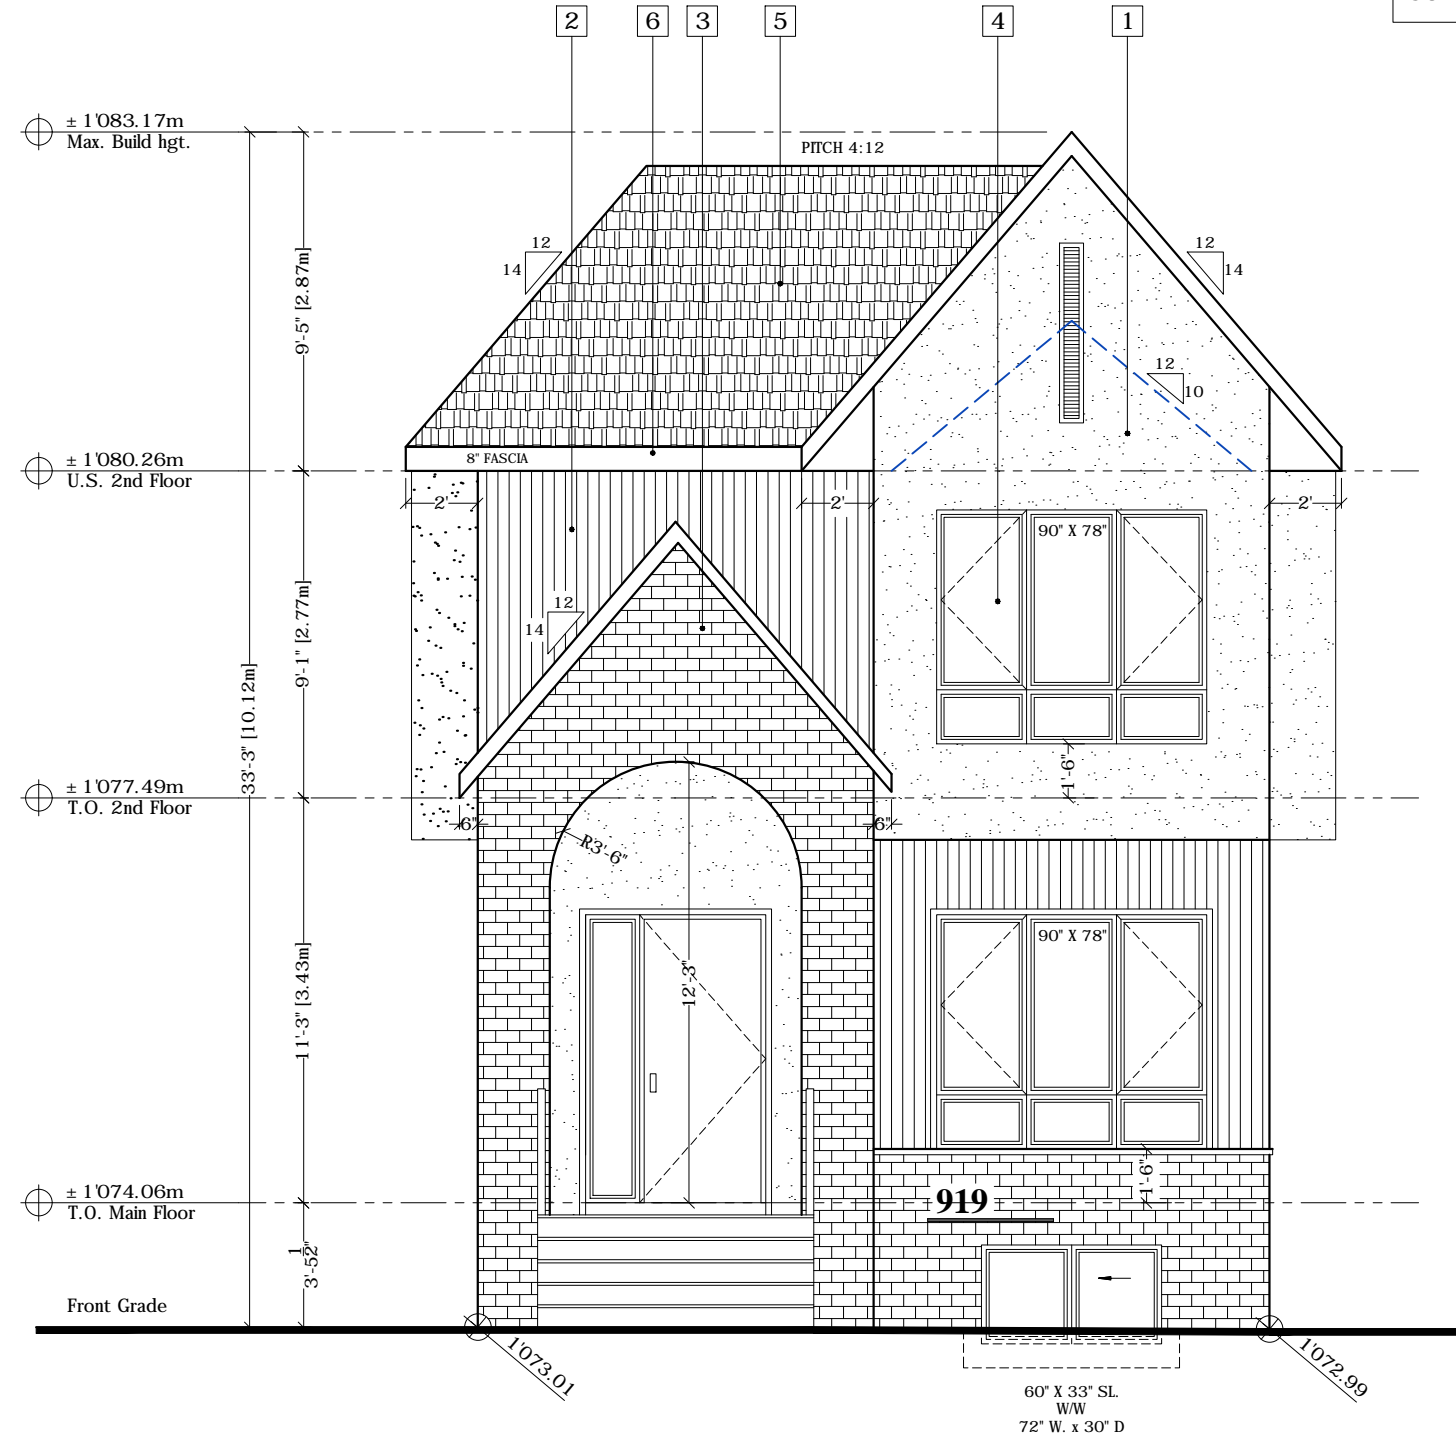 2
6
3
5
4
1
± 1'083.17m
Max. Build hgt.
PITCH 4:12
12
14
12
14
9'-5" [2.87m]
12
10
± 1'080.26m
U.S. 2nd Floor
8" FASCIA
2'
2'
2'
90" X 78"
9'-1" [2.77m]
12
14
33'-3" [10.12m]
1'-6"
± 1'077.49m
T.O. 2nd Floor
6"
6"
R3'-6"
90" X 78"
11'-3" [3.43m]
12'-3"
1'-6"
± 1'074.06m
T.O. Main Floor
919
3'-5 1/2"
Front Grade
1'073.01
1'072.99
60" X 33" SL.
W/W
72" W. x 30" D